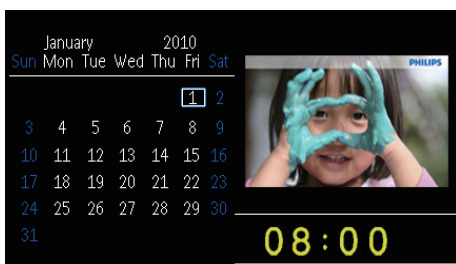 January 2010
Sun Mon Tue Wed Thu Fri Sat
1 2
3 4 5 6 7 8 9
10 11 12 13 14 15 16
17 18 19 20 21 22 23
24 25 26 27 28 29 30
31
PHILIPS
08:00